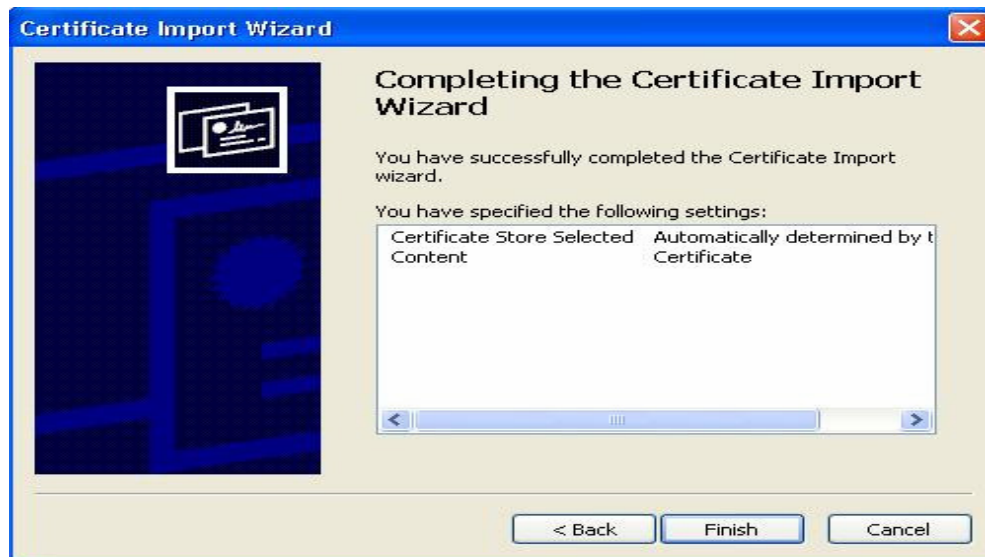 Certificate Import Wizard
Completing the Certificate Import
Wizard
You have successfully completed the Certificate Import
wizard.
You have specified the following settings:
Certificate Store Selected Automatically determined by t
Content Certificate
< Back Finish Cancel